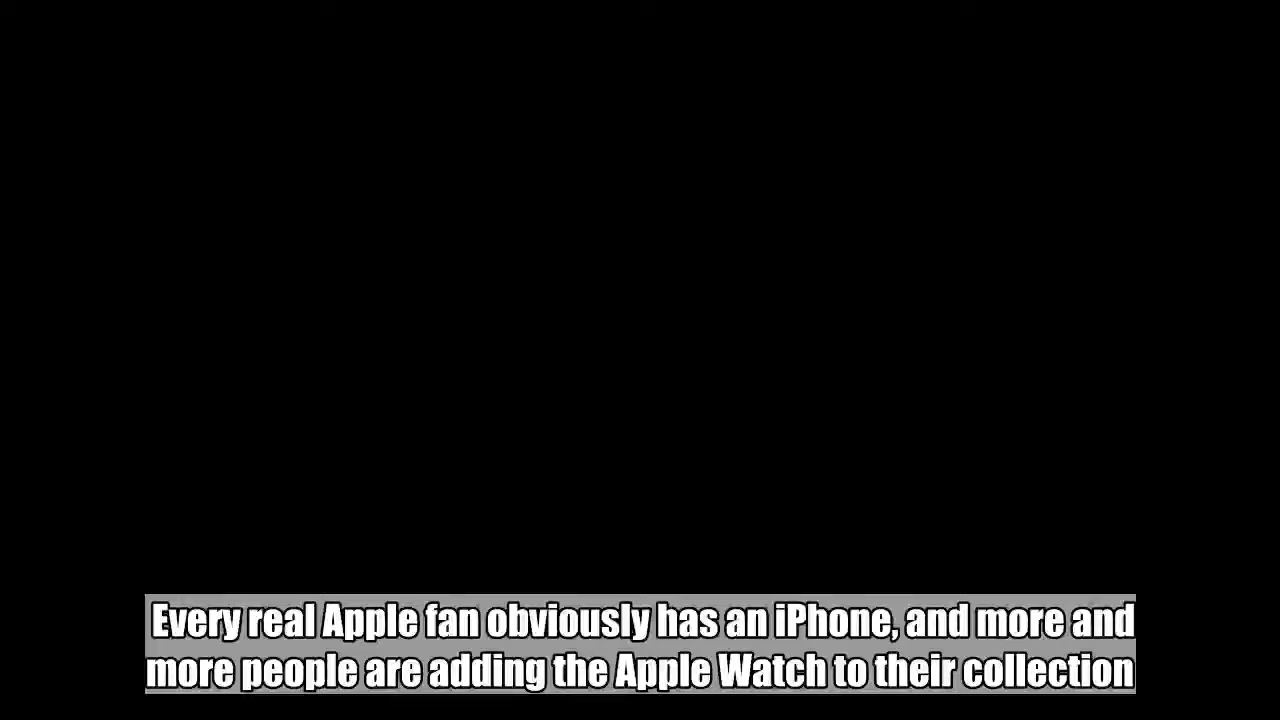 Every real Apple fan obviously has an iPhone, and more and
more people are adding the Apple Watch to their collection